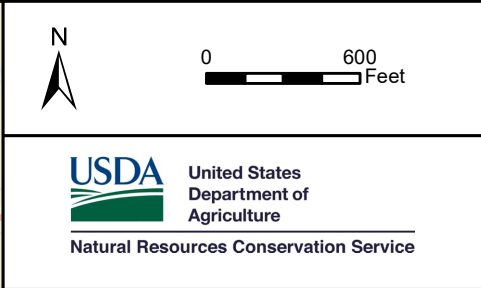 N
0 600
Feet
USDA
United States
Department of
Agriculture
Natural Resources Conservation Service